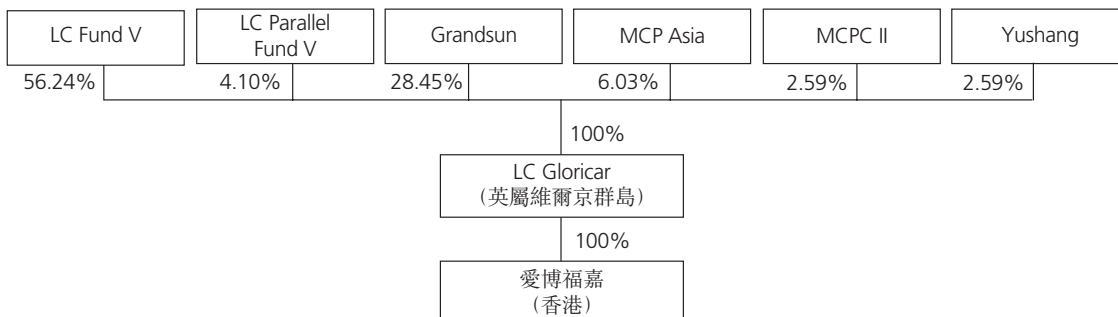 LC Fund V
LC Parallel
Fund V
Grandsun
MCP Asia
MCPC II
Yushang
56.24%
4.10%
28.45%
6.03%
2.59%
2.59%
100%
LC Gloricar
(英屬維爾京群島)
100%
愛博福嘉
(香港)